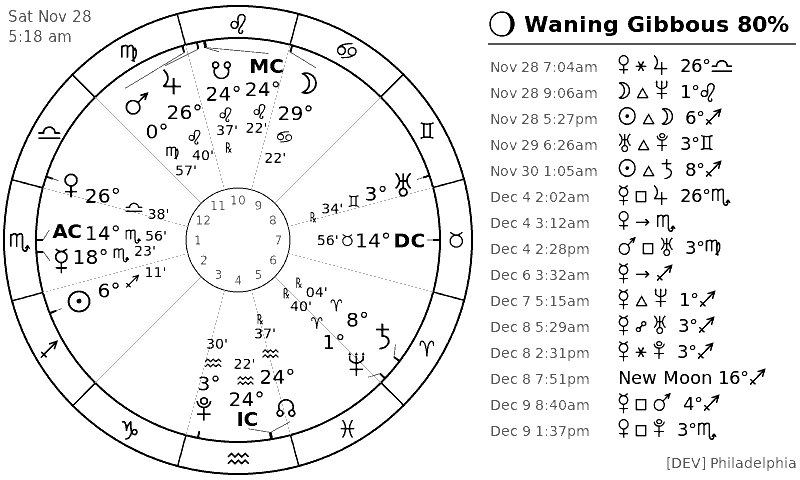 Sat Nov 28
5:18 am
Waning Gibbous 80%
Nov 28 7:04am ♀ ⚹ ♃ 26°♎
Nov 28 9:06am ☽ △ ♆ 1°♌
Nov 28 5:27pm ☉ △ ☽ 6°♐
Nov 29 6:26am ♅ △ ♇ 3°♊
Nov 30 1:05am ☉ △ ♄ 8°♐
Dec 4 2:02am ☿ □ ♃ 26°♏
Dec 4 3:12am ♀ → ♏
Dec 4 2:28pm ♂ □ ♅ 3°♍
Dec 6 3:32am ☿ → ♐
Dec 7 5:15am ☿ △ ♆ 1°♐
Dec 8 5:29am ☿ ☍ ♅ 3°♐
Dec 8 2:31pm ☿ ⚹ ♇ 3°♐
Dec 8 7:51pm New Moon 16°♐
Dec 9 8:40am ☿ □ ♂ 4°♐
Dec 9 1:37pm ♀ □ ♇ 3°♏
[DEV] Philadelphia
♌
♍
♋
♎
♊
♏
♉
♐
♈
♑
♓
♒
♂ 0° ♍ 57'
♃ 26° ♌ 40'
☋ 24° ♌ 37' ℞
MC 24° ♌ 22'
☽ 29° ♋ 22'
♀ 26° ♎ 38'
AC 14° ♏ 56'
☿ 18° ♏ 23'
☉ 6° ♐ 11'
℞ 34' ♊ 3° ♅
56' ♉ 14° DC
℞ 04' ♈ 8° ♄
℞ 40' ♈ 1° ♆
30' ♒ 3° ♇
22' ♒ 24° IC
℞ 37' ♒ 24° ☊
10
11
9
12
8
1
7
2
6
3
5
4